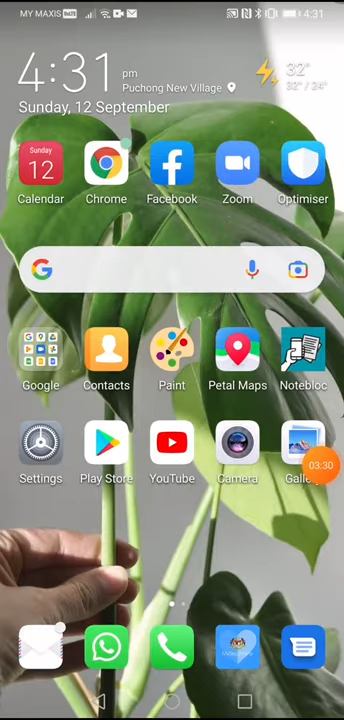 MY MAXIS VoLTE 4:31
4:31 pm
Puchong New Village
32°
32° / 24°
Sunday, 12 September
Sunday
12
Calendar Chrome Facebook Zoom Optimiser
Google Contacts Paint Petal Maps Notebloc
Settings Play Store YouTube Camera
03:30